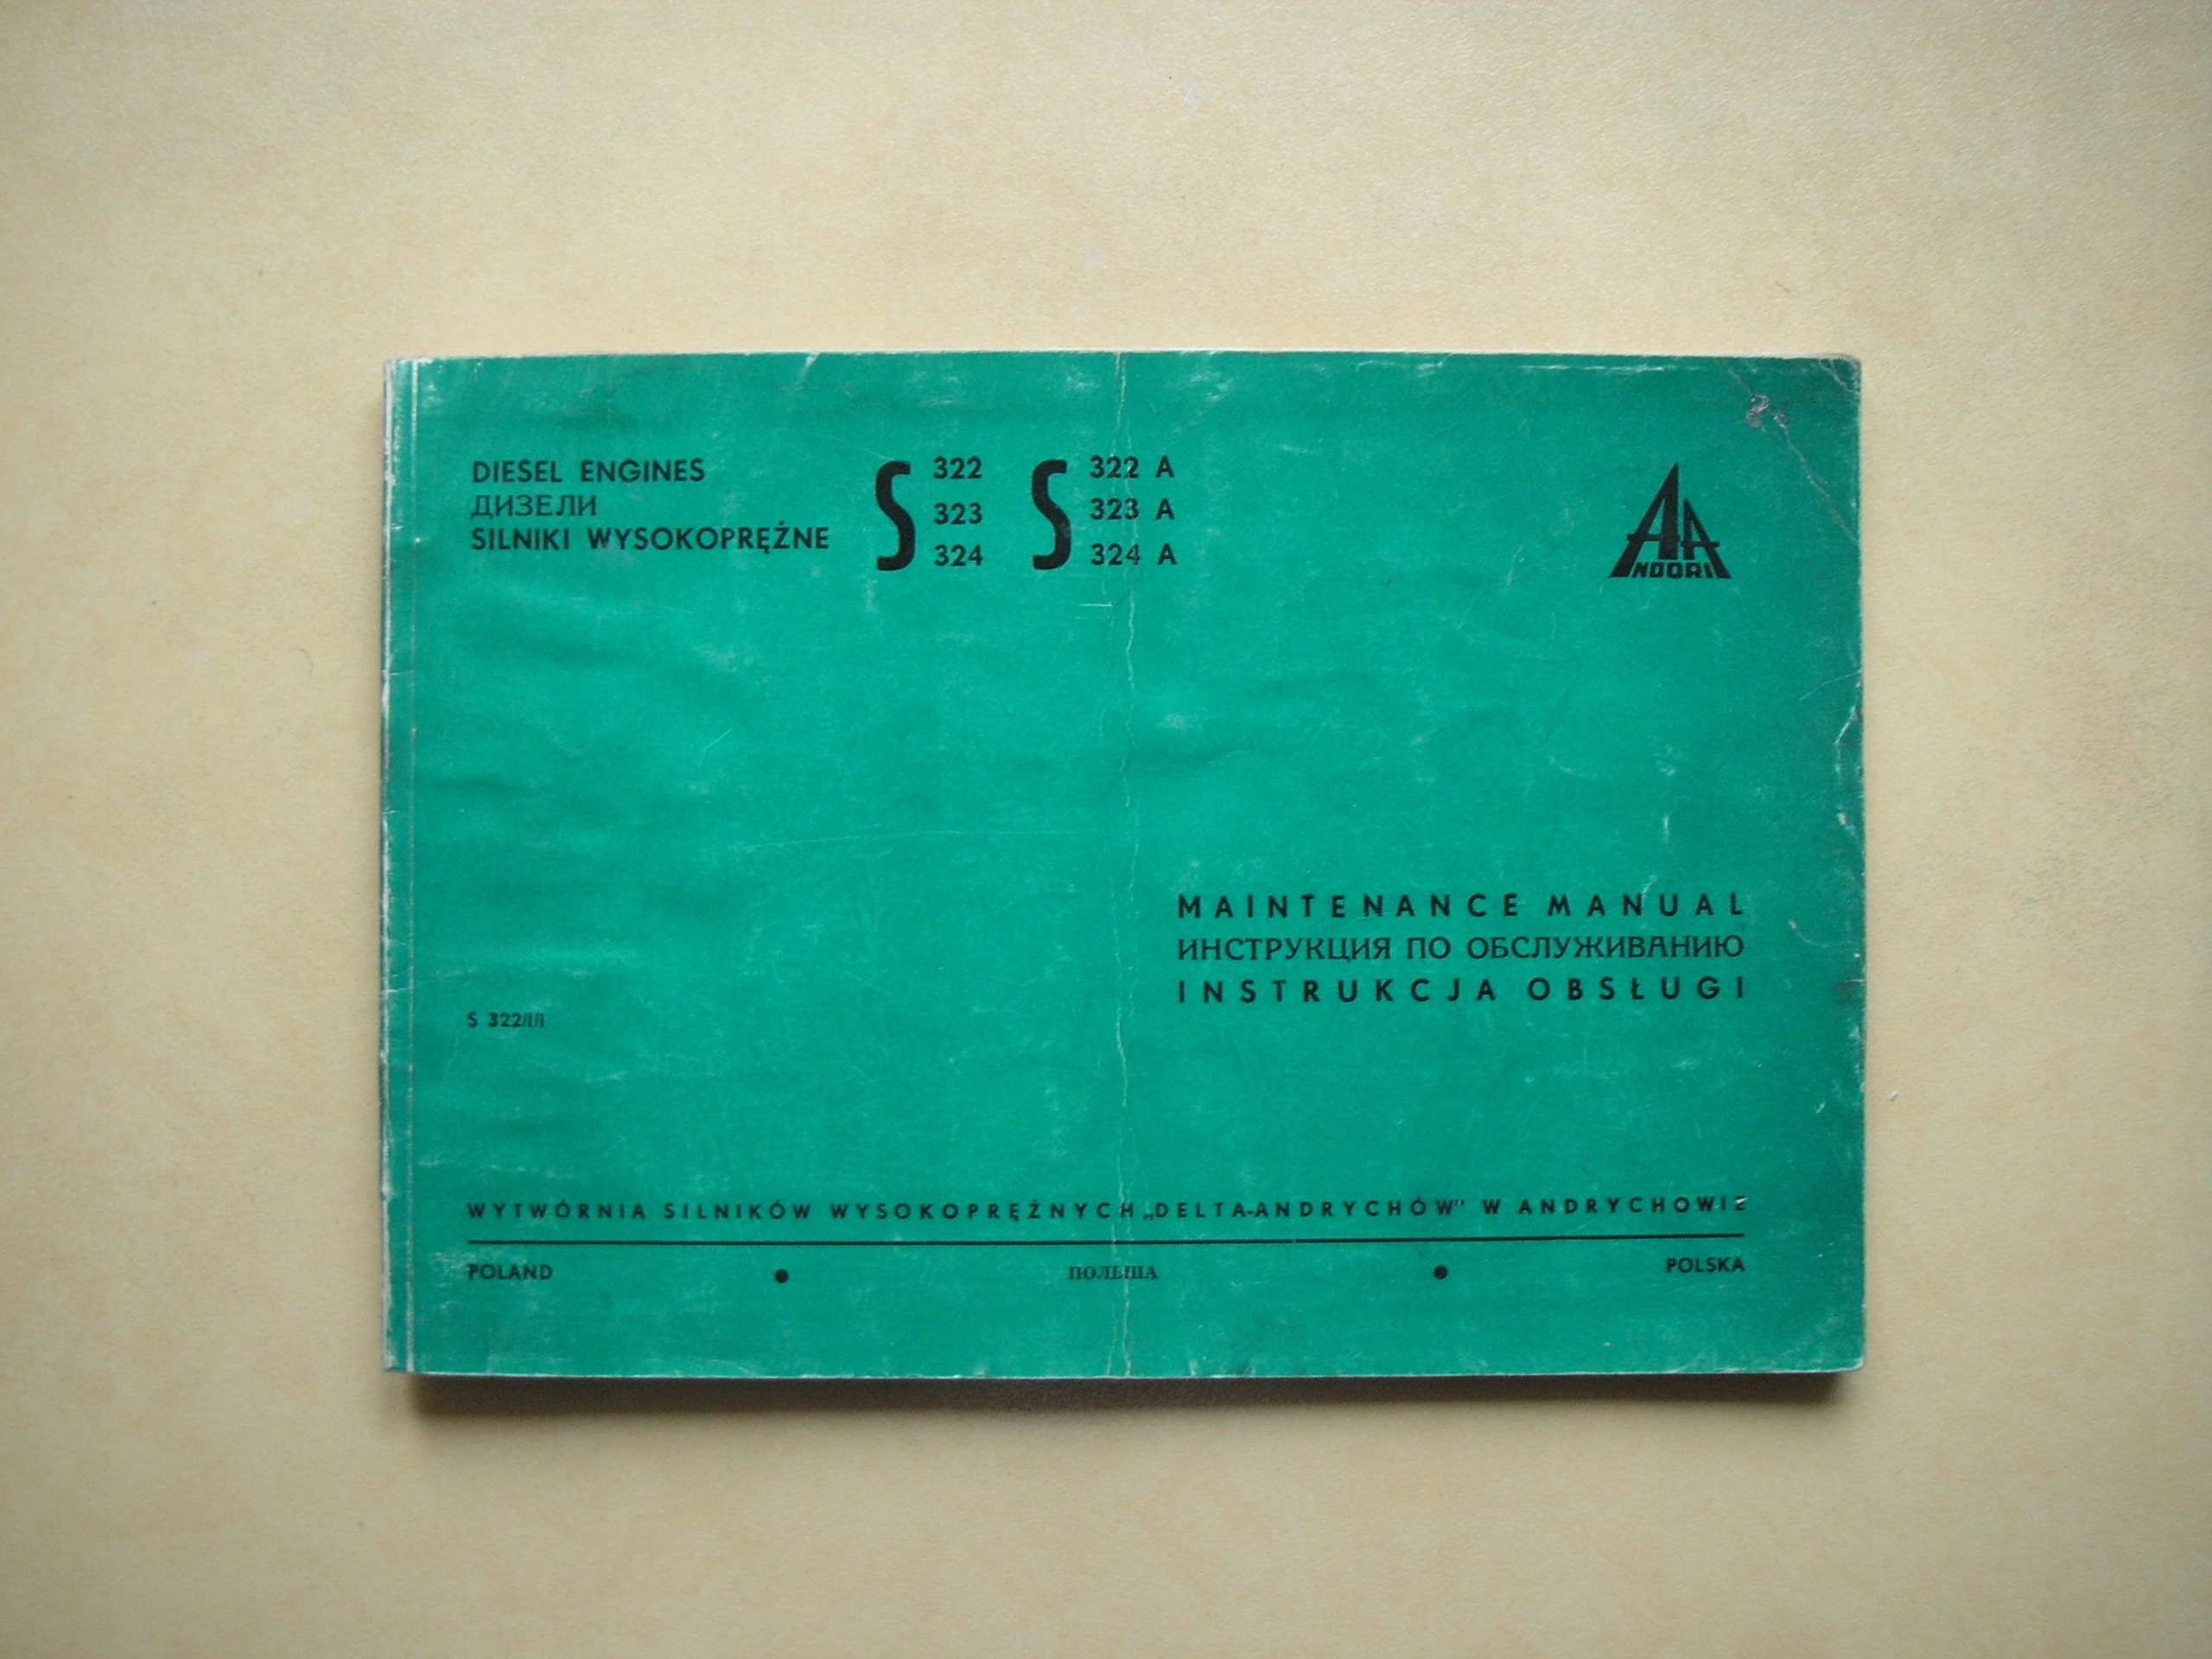 DIESEL ENGINES
ДИЗЕЛИ
SILNIKI WYSOKOPRĘŻNE
S 322 S 322 A
323 323 A
324 324 A
ANDORIA
MAINTENANCE MANUAL
ИНСТРУКЦИЯ ПО ОБСЛУЖИВАНИЮ
INSTRUKCJA OBSŁUGI
S 322/I/I
WYTWÓRNIA SILNIKÓW WYSOKOPRĘŻNYCH „DELTA-ANDRYCHÓW" W ANDRYCHOWIE
POLAND • ПОЛЬША • POLSKA